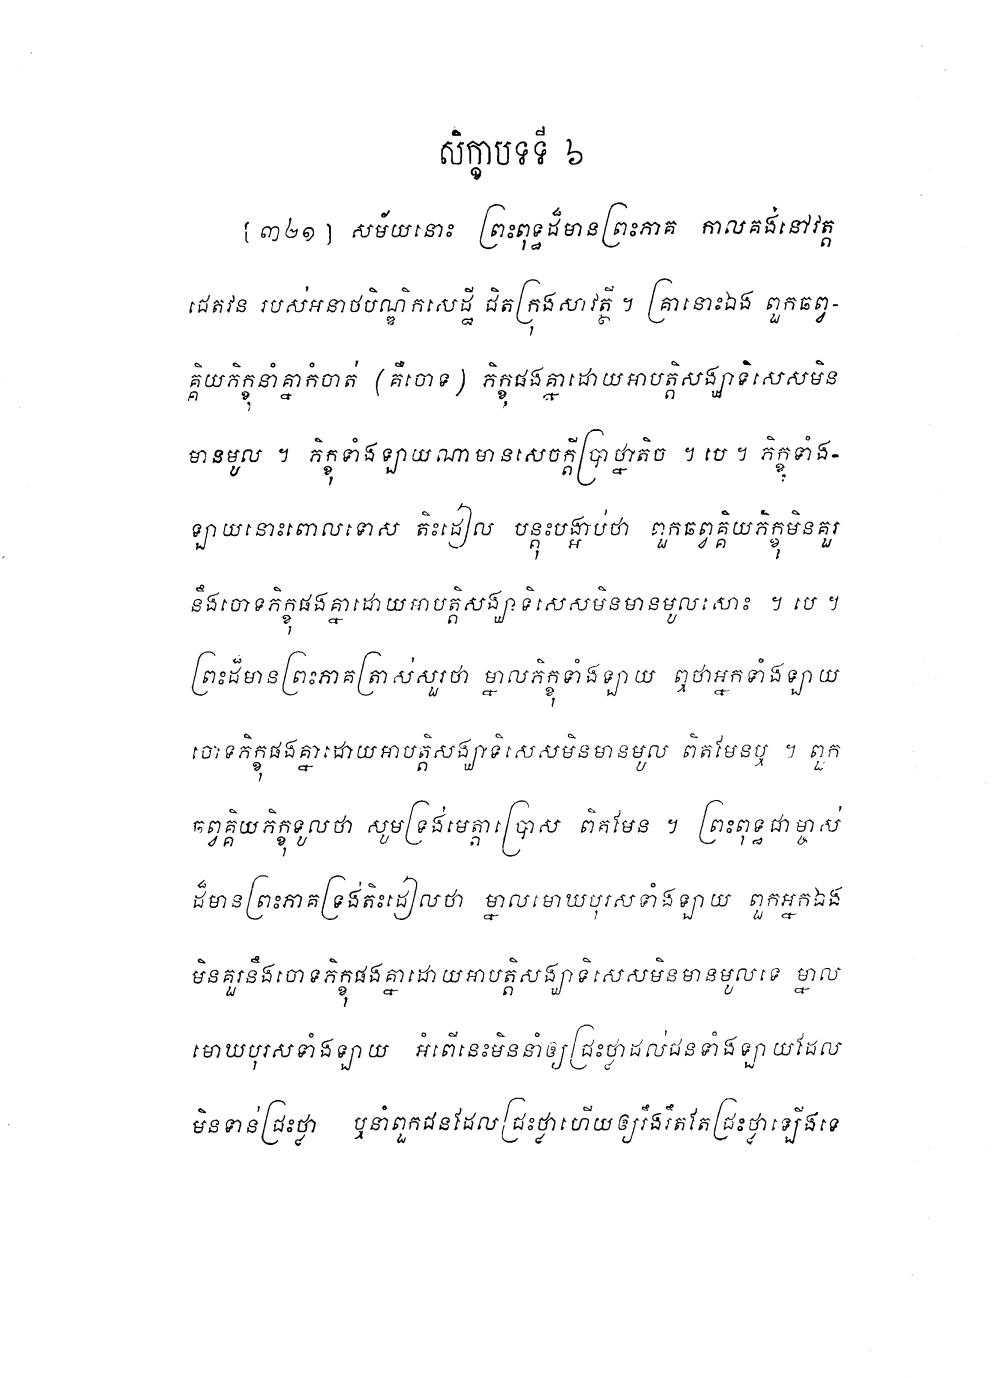 សិក្ខាបទទី ៦
[៣២១] សម័យនោះ ព្រះពុទ្ធដ៏មានព្រះភាគ កាលគង់នៅវត្ត
ជេតវន របស់អនាថបិណ្ឌិកសេដ្ឋី ជិតក្រុងសាវត្ថី ។ គ្រានោះឯង ពួកឆព្វ-
គ្គិយភិក្ខុនាំគ្នាកំចាត់ (គឺចោទ) ភិក្ខុផងគ្នាដោយអាបត្តិសង្ឃាទិសេសមិន
មានមូល ។ ភិក្ខុទាំងឡាយណាមានសេចក្តីប្រាថ្នាតិច ។ បេ ។ ភិក្ខុទាំង-
ឡាយនោះពោលទោស តិះដៀល បន្តុះបង្អាប់ថា ពួកឆព្វគ្គិយភិក្ខុមិនគួរ
នឹងចោទភិក្ខុផងគ្នាដោយអាបត្តិសង្ឃាទិសេសមិនមានមូលសោះ ។ បេ ។
ព្រះដ៏មានព្រះភាគត្រាស់សួរថា ម្នាលភិក្ខុទាំងឡាយ ឮថាអ្នកទាំងឡាយ
ចោទភិក្ខុផងគ្នាដោយអាបត្តិសង្ឃាទិសេសមិនមានមូល ពិតមែនឬ ។ ពួក
ឆព្វគ្គិយភិក្ខុទូលថា សូមទ្រង់មេត្តាប្រោស ពិតមែន ។ ព្រះពុទ្ធជាម្ចាស់
ដ៏មានព្រះភាគទ្រង់តិះដៀលថា ម្នាលមោឃបុរសទាំងឡាយ ពួកអ្នកឯង
មិនគួរនឹងចោទភិក្ខុផងគ្នាដោយអាបត្តិសង្ឃាទិសេសមិនមានមូលទេ ម្នាល
មោឃបុរសទាំងឡាយ អំពើនេះមិននាំឲ្យជ្រះថ្លាដល់ជនទាំងឡាយដែល
មិនទាន់ជ្រះថ្លា ឬនាំពួកជនដែលជ្រះថ្លាហើយឲ្យរឹងរឹតតែជ្រះថ្លាឡើងទេ